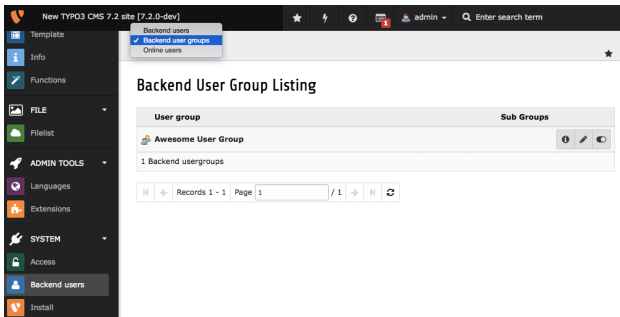 New TYPO3 CMS 7.2 site [7.2.0-dev]
1
admin
Enter search term
Backend users
✓ Backend user groups
Online users
Template
Info
Functions
FILE
Filelist
ADMIN TOOLS
Languages
Extensions
SYSTEM
Access
Backend users
Install
Backend User Group Listing
User group Sub Groups
Awesome User Group
1 Backend usergroups
Records 1 - 1 Page 1 / 1